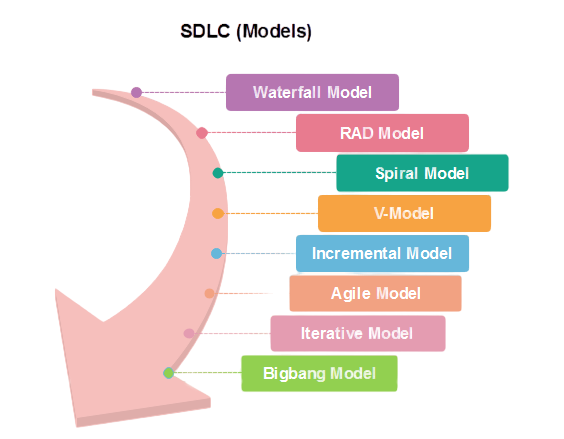 SDLC (Models)
Waterfall Model
RAD Model
Spiral Model
V-Model
Incremental Model
Agile Model
Iterative Model
Bigbang Model